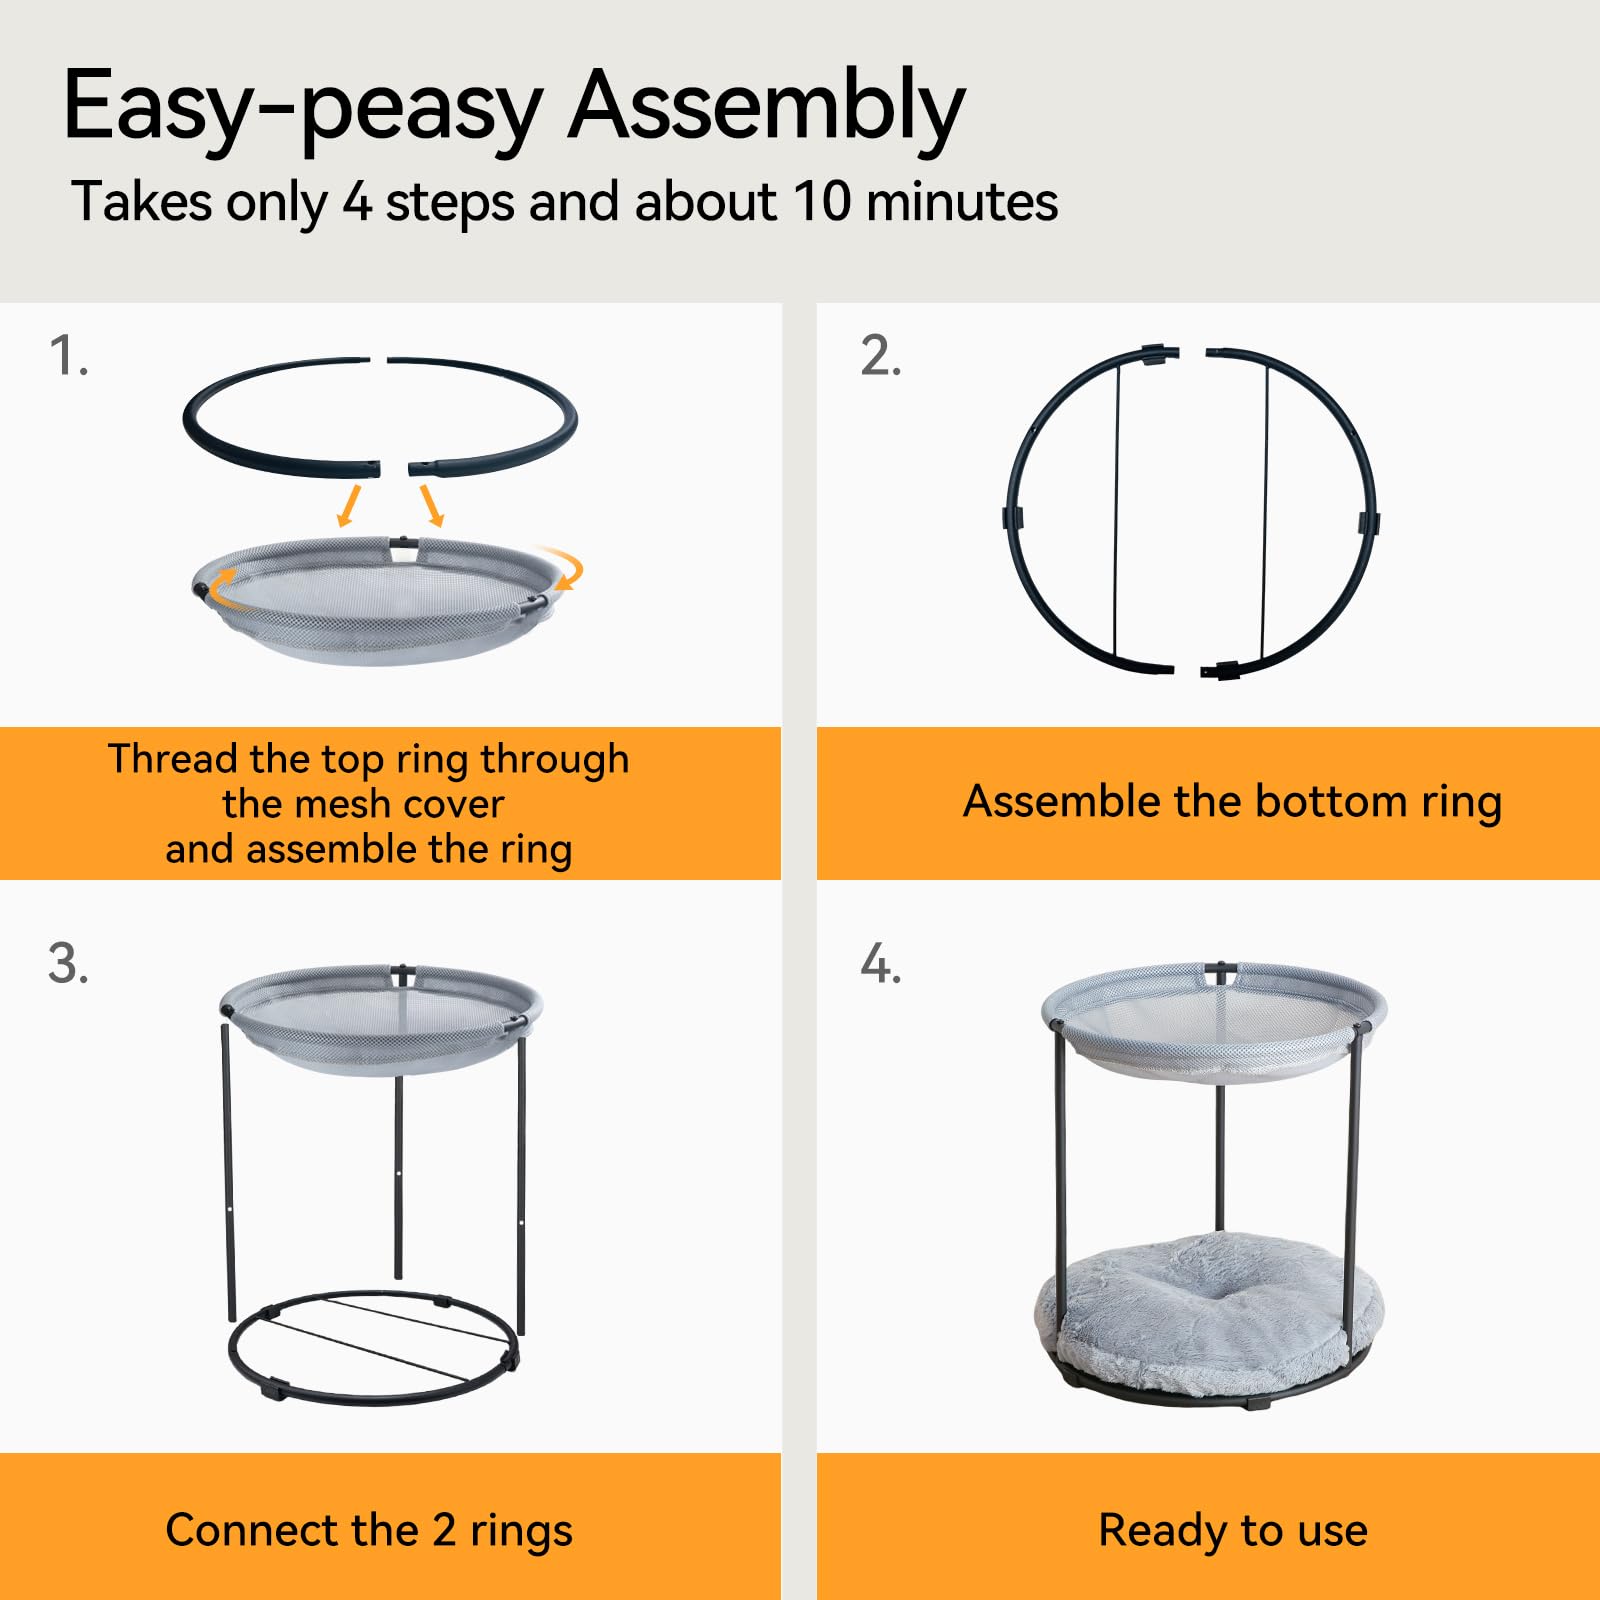 Easy-peasy Assembly
Takes only 4 steps and about 10 minutes
1.
Thread the top ring through
the mesh cover
and assemble the ring
2.
Assemble the bottom ring
3.
Connect the 2 rings
4.
Ready to use